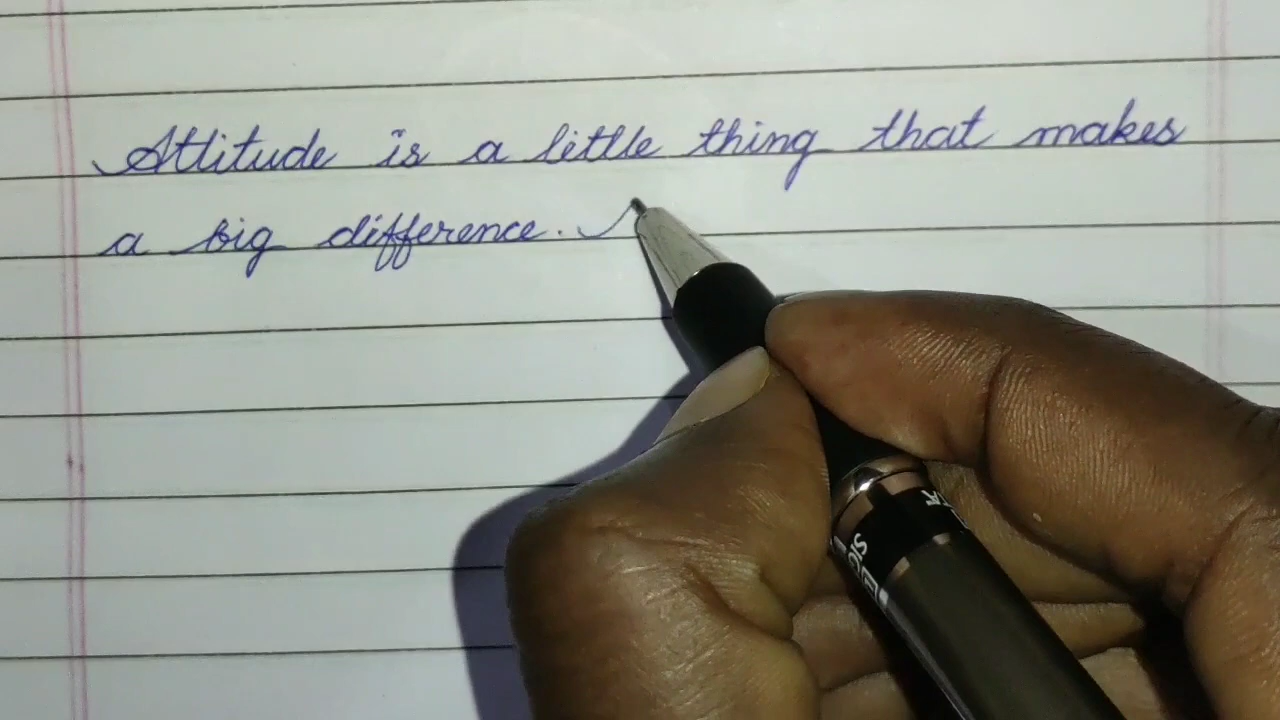 Attitude is a little thing that makes
a big difference.